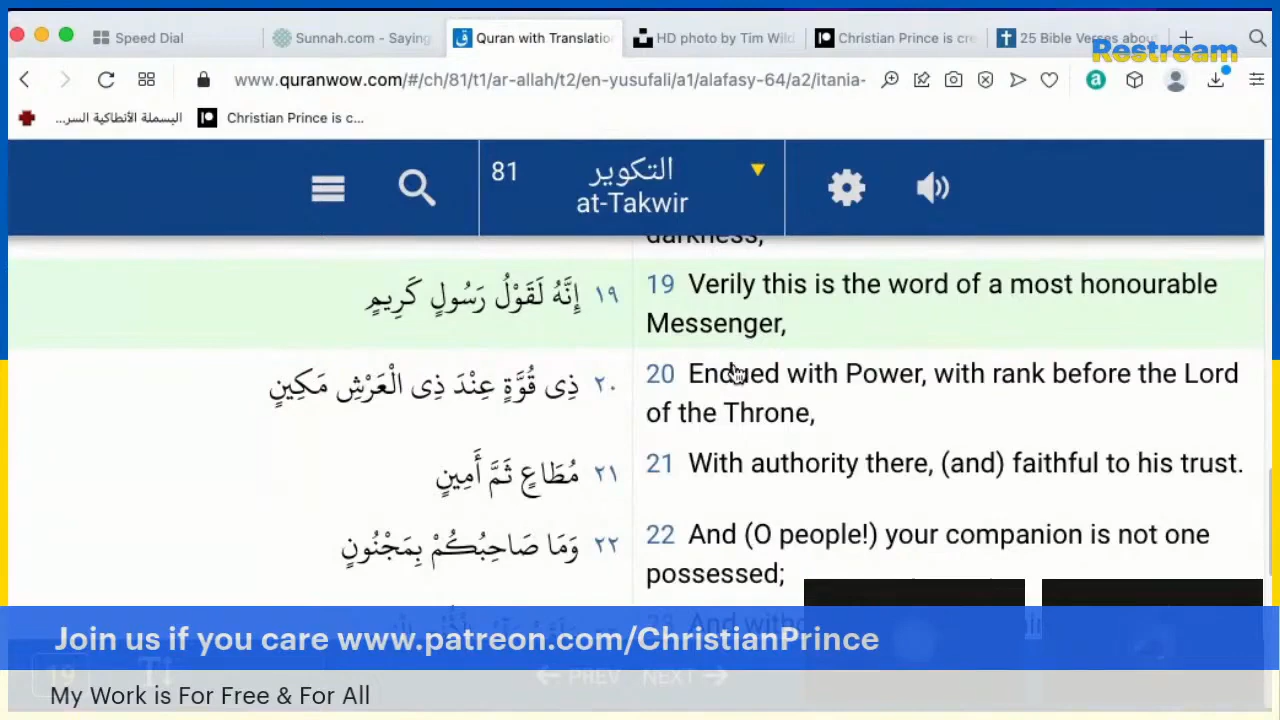 Speed Dial
Sunnah.com - Saying
Quran with Translation
HD photo by Tim Wild
Christian Prince is cre
25 Bible Verses abou
Restream
www.quranwow.com/#/ch/81/t1/ar-allah/t2/en-yusufali/a1/alafasy-64/a2/itania-
البسملة الأنطاكية السر...
Christian Prince is c...
81
التكوير
at-Takwir
darkness,
١٩ إِنَّهُ لَقَوْلُ رَسُولٍ كَرِيمٍ
19 Verily this is the word of a most honourable
Messenger,
٢٠ ذِى قُوَّةٍ عِنْدَ ذِى الْعَرْشِ مَكِينٍ
20 Endued with Power, with rank before the Lord
of the Throne,
٢١ مُطَاعٍ ثَمَّ أَمِينٍ
21 With authority there, (and) faithful to his trust.
٢٢ وَمَا صَاحِبُكُمْ بِمَجْنُونٍ
22 And (O people!) your companion is not one
possessed;
Join us if you care www.patreon.com/ChristianPrince
19
PREV NEXT
My Work is For Free & For All